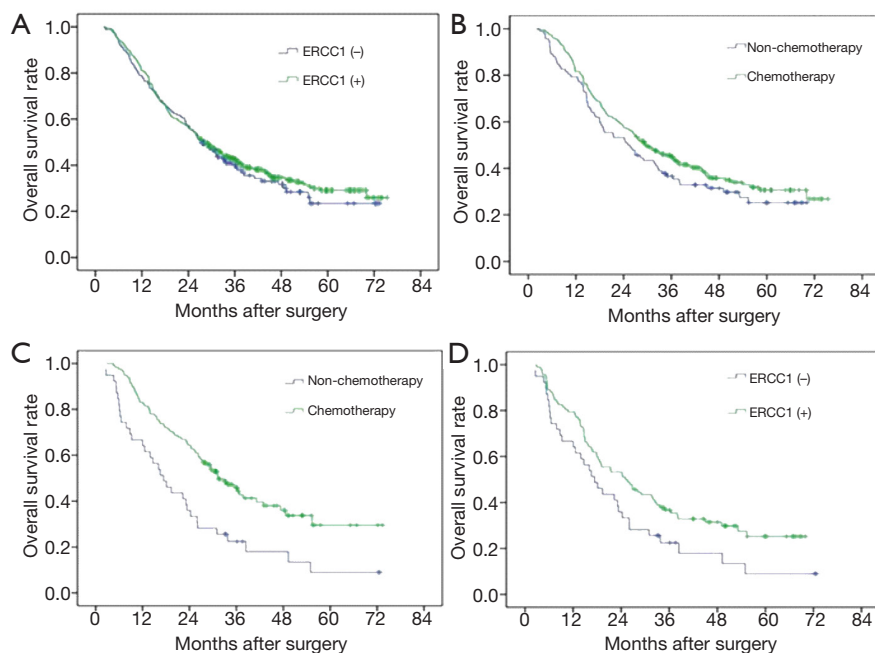 A
Overall survival rate
1.0
0.8
0.6
0.4
0.2
0.0
ERCC1 (–)
ERCC1 (+)
0 12 24 36 48 60 72 84
Months after surgery
B
Overall survival rate
1.0
0.8
0.6
0.4
0.2
0.0
Non-chemotherapy
Chemotherapy
0 12 24 36 48 60 72 84
Months after surgery
C
Overall survival rate
1.0
0.8
0.6
0.4
0.2
0.0
Non-chemotherapy
Chemotherapy
0 12 24 36 48 60 72 84
Months after surgery
D
Overall survival rate
1.0
0.8
0.6
0.4
0.2
0.0
ERCC1 (–)
ERCC1 (+)
0 12 24 36 48 60 72 84
Months after surgery